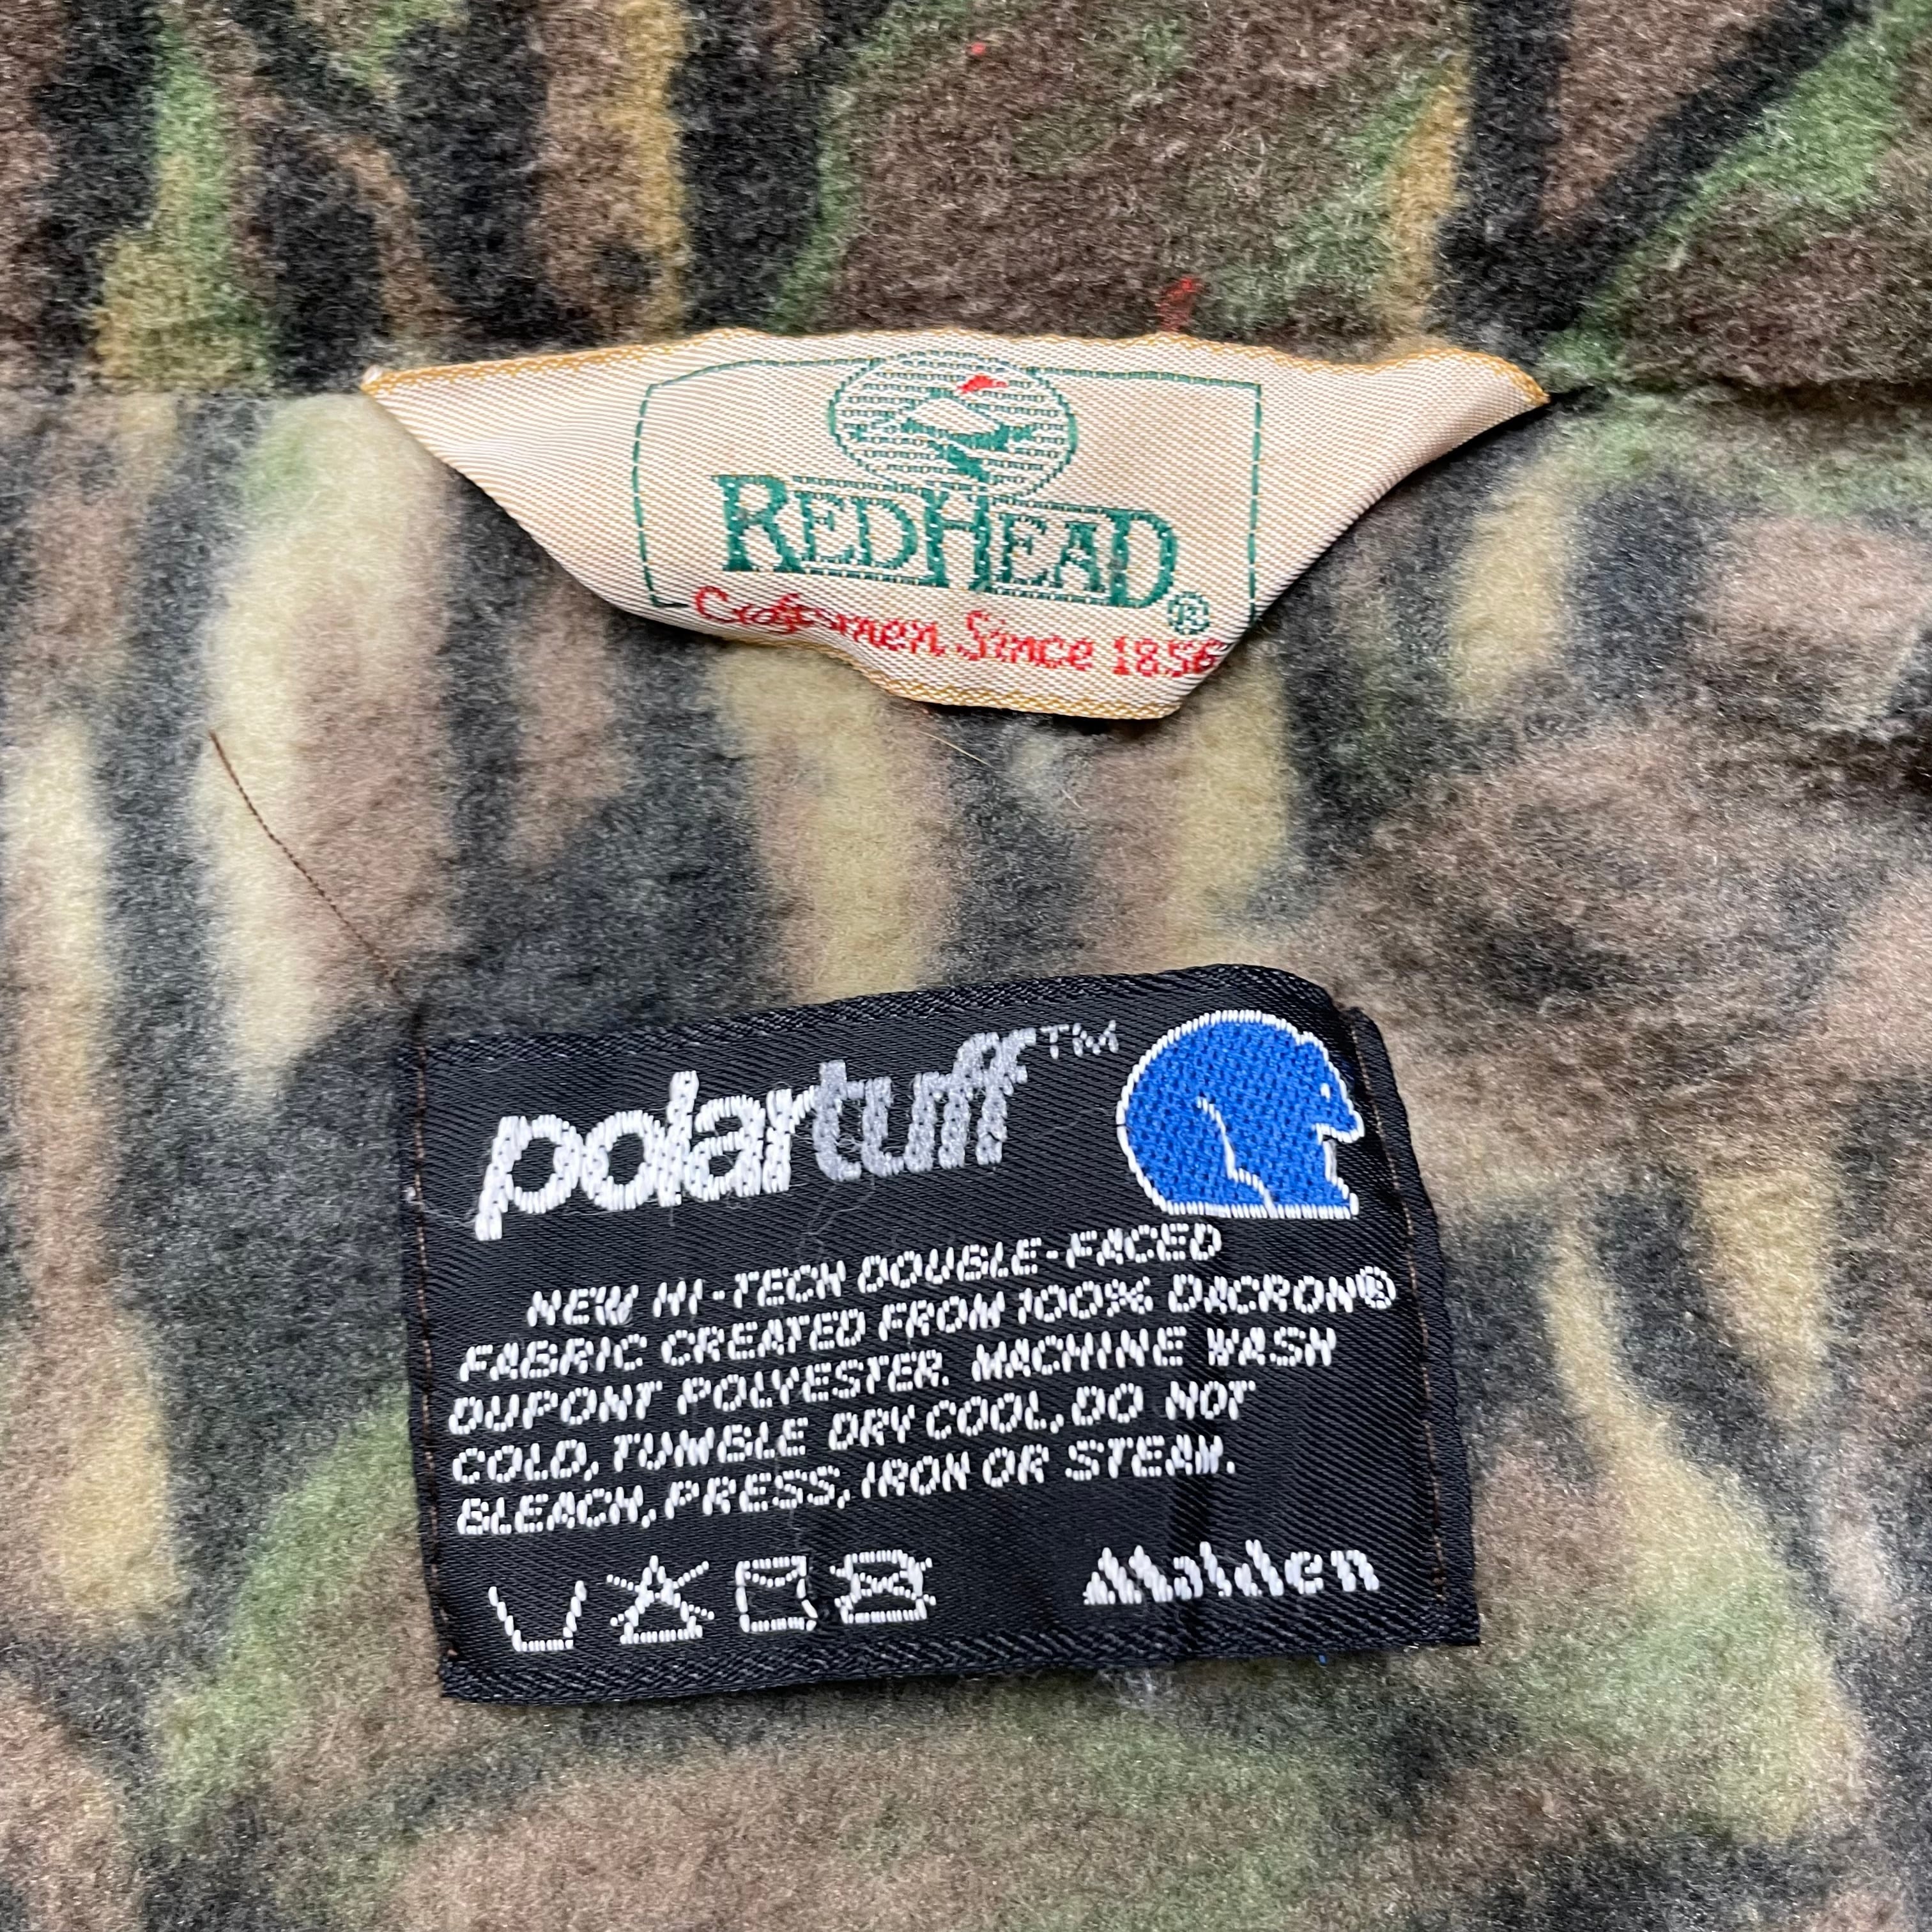 REDHEAD®
Craftsmen Since 1856
polartuff™
NEW HI-TECH DOUBLE-FACED
FABRIC CREATED FROM 100% DACRON®
DUPONT POLYESTER. MACHINE WASH
COLD, TUMBLE DRY COOL, DO NOT
BLEACH, PRESS, IRON OR STEAM.
Malden